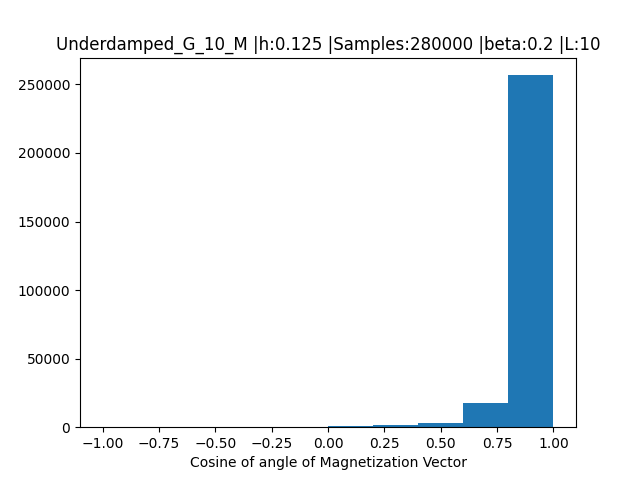 Underdamped_G_10_M |h:0.125 |Samples:280000 |beta:0.2 |L:10
250000
200000
150000
100000
50000
0
−1.00 −0.75 −0.50 −0.25 0.00 0.25 0.50 0.75 1.00
Cosine of angle of Magnetization Vector